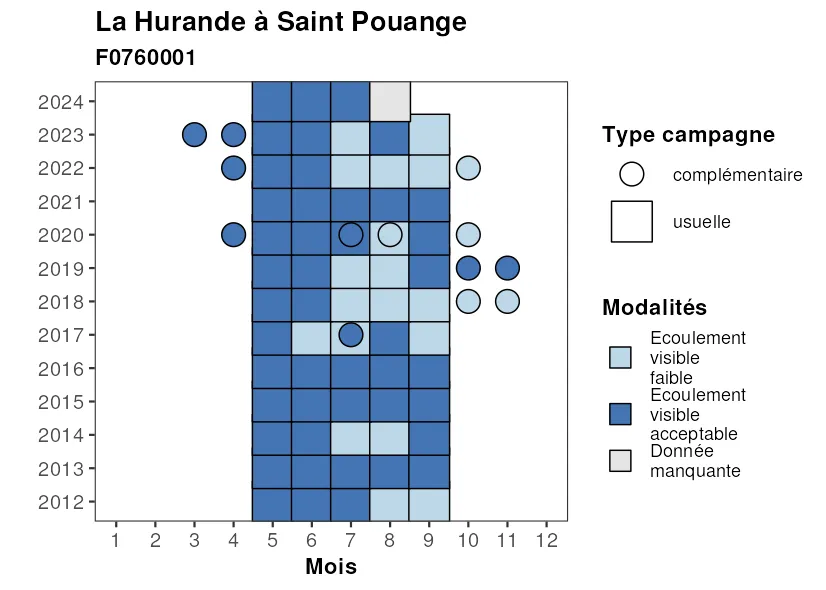 La Hurande à Saint Pouange
F0760001
2024
2023
2022
2021
2020
2019
2018
2017
2016
2015
2014
2013
2012
1 2 3 4 5 6 7 8 9 10 11 12
Mois
Type campagne
complémentaire
usuelle
Modalités
Ecoulement
visible
faible
Ecoulement
visible
acceptable
Donnée
manquante